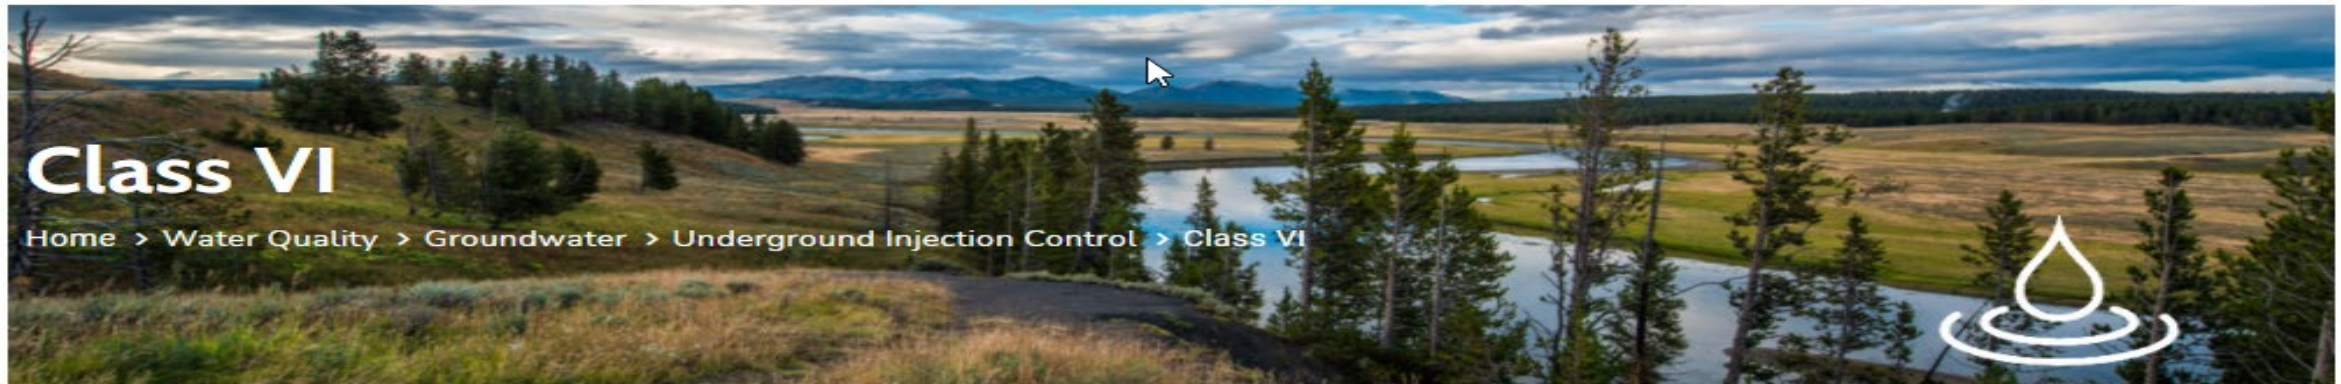 Class VI
Home > Water Quality > Groundwater > Underground Injection Control > Class VI